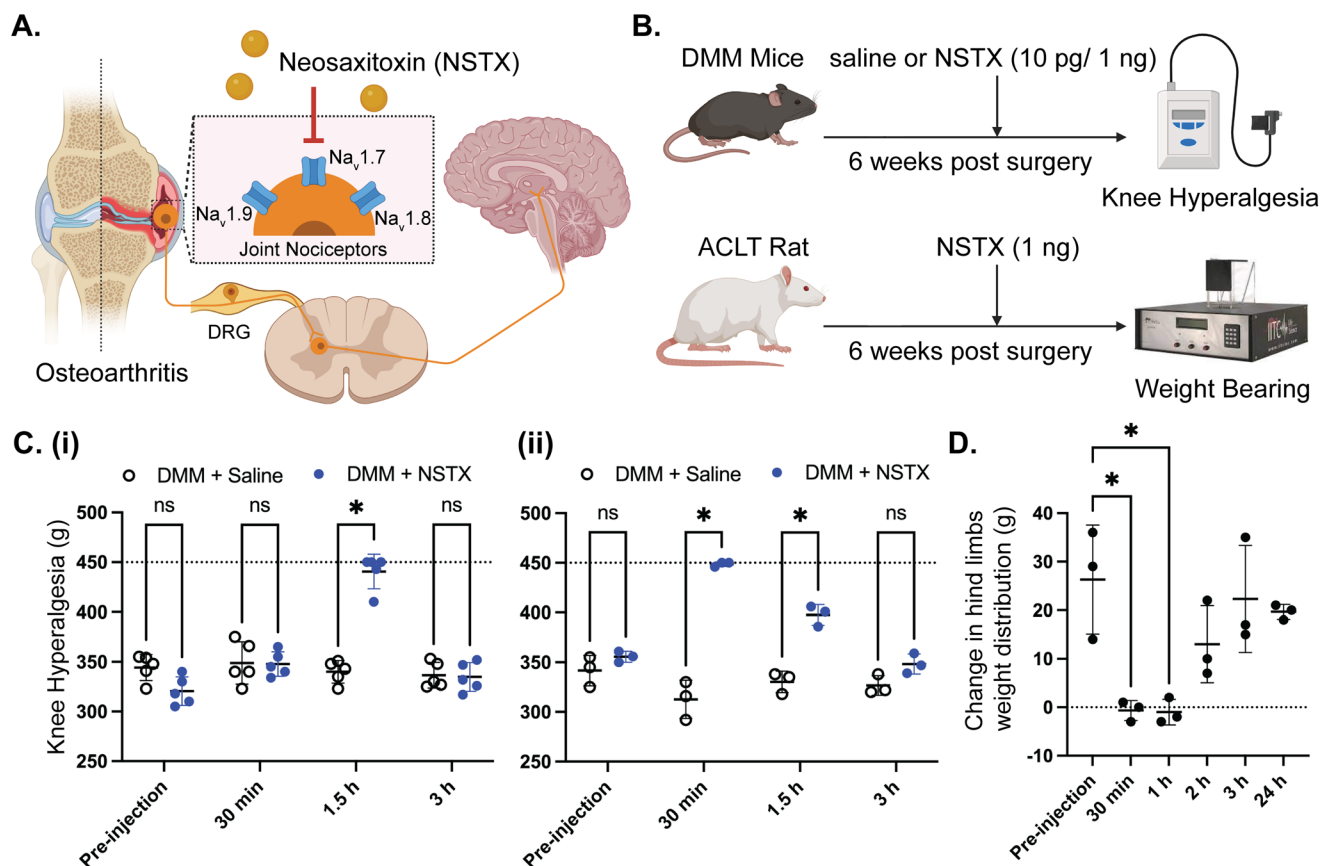 A.
Neosaxitoxin (NSTX)
Nav1.7
Nav1.9
Nav1.8
Joint Nociceptors
DRG
Osteoarthritis
B.
DMM Mice
saline or NSTX (10 pg/ 1 ng)
6 weeks post surgery
Knee Hyperalgesia
ACLT Rat
NSTX (1 ng)
6 weeks post surgery
IITC
Weight Bearing
C. (i)
DMM + Saline
DMM + NSTX
ns
ns
*
ns
Knee Hyperalgesia (g)
500
450
400
350
300
250
Pre-injection
30 min
1.5 h
3 h
(ii)
DMM + Saline
DMM + NSTX
ns
*
*
ns
500
450
400
350
300
250
Pre-injection
30 min
1.5 h
3 h
D.
*
*
Change in hind limbs
weight distribution (g)
40
30
20
10
0
-10
Pre-injection
30 min
1 h
2 h
3 h
24 h